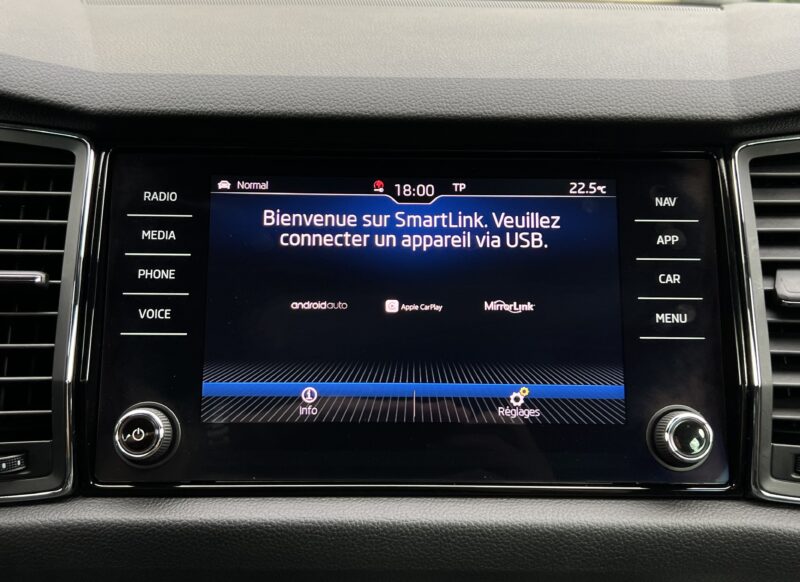 RADIO
MEDIA
PHONE
VOICE
Normal 18:00 TP 22.5°C
Bienvenue sur SmartLink. Veuillez
connecter un appareil via USB.
androidauto Apple CarPlay MirrorLink
Info Réglages
NAV
APP
CAR
MENU